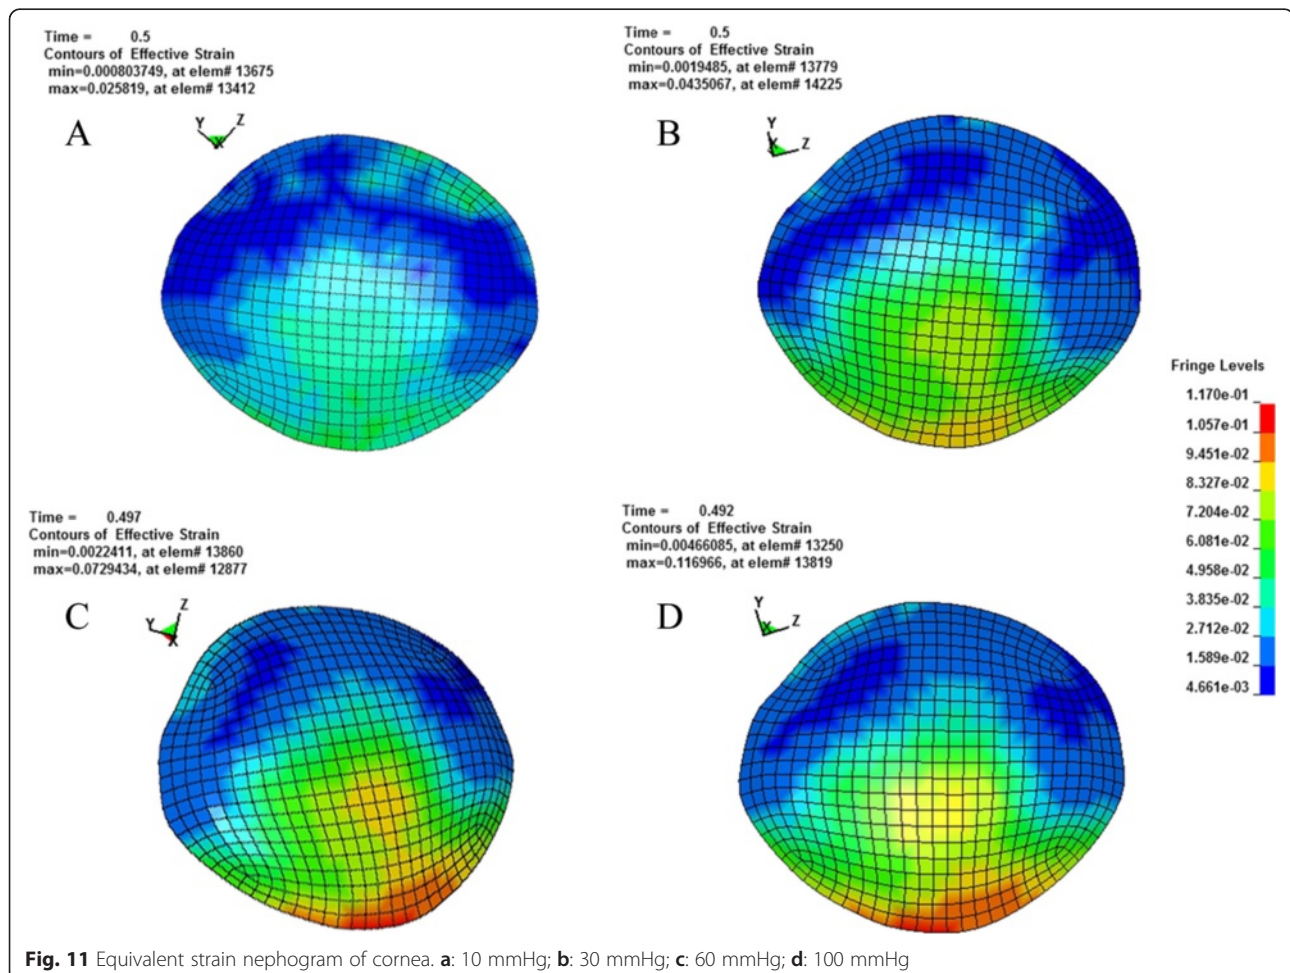 Time = 0.5
Contours of Effective Strain
min=0.000803749, at elem# 13675
max=0.025819, at elem# 13412
A
Y
Z
X
Time = 0.5
Contours of Effective Strain
min=0.0019485, at elem# 13779
max=0.0435067, at elem# 14225
B
Y
X
Z
Fringe Levels
1.170e-01
1.057e-01
9.451e-02
8.327e-02
7.204e-02
6.081e-02
4.958e-02
3.835e-02
2.712e-02
1.589e-02
4.661e-03
Time = 0.497
Contours of Effective Strain
min=0.0022411, at elem# 13860
max=0.0729434, at elem# 12877
C
Z
Y
X
Time = 0.492
Contours of Effective Strain
min=0.00466085, at elem# 13250
max=0.116966, at elem# 13819
D
Y
X
Z
Fig. 11 Equivalent strain nephogram of cornea. a: 10 mmHg; b: 30 mmHg; c: 60 mmHg; d: 100 mmHg